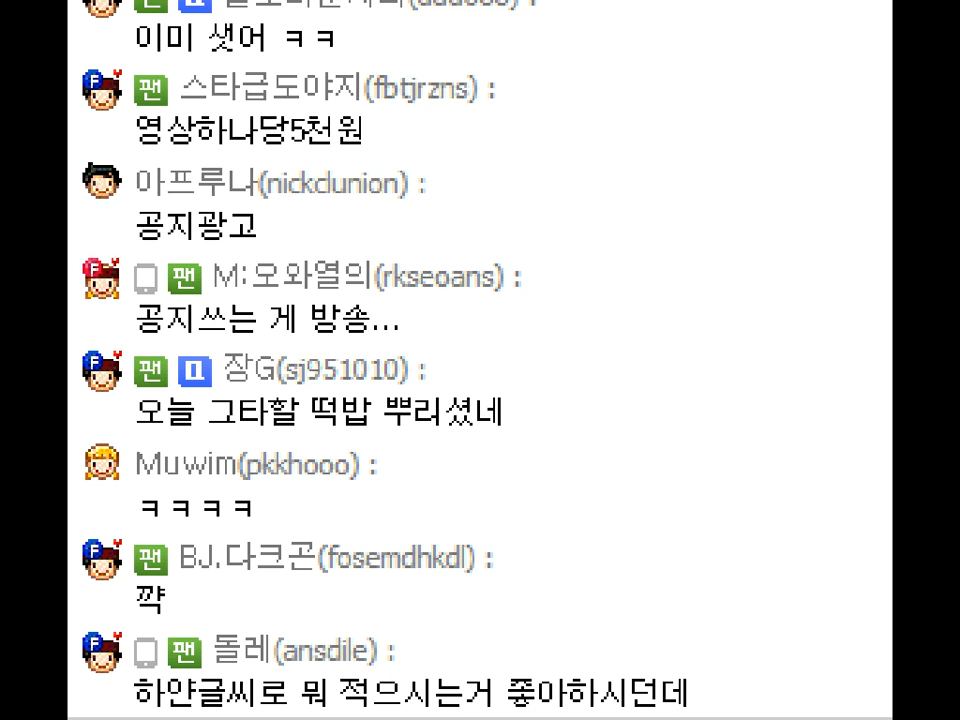 이미 샛어 ㅋㅋ
팬 스타급도야지(fbtjrzns) :
영상하나당5천원
아프루나(nickclunion) :
공지광고
팬 M:오와열의(rkseoans) :
공지쓰는 게 방송...
팬 장G(sj951010) :
오늘 그타할 떡밥 뿌리셨네
Muwim(pkkhooo) :
ㅋㅋㅋㅋ
팬 BJ.다크곤(fosemdhkdl) :
꺅
팬 돌레(ansdile) :
하얀글씨로 뭐 적으시는거 좋아하시던데